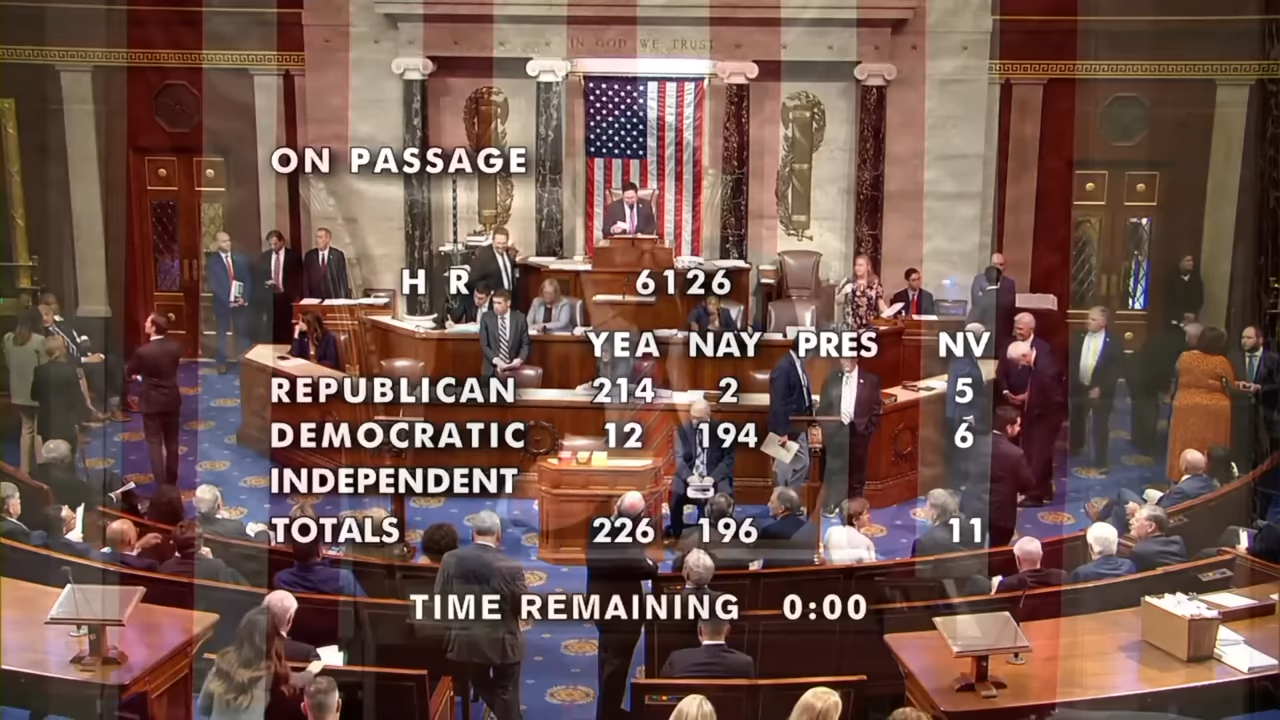 IN GOD WE TRUST
ON PASSAGE
H R 6126
YEA NAY PRES NV
REPUBLICAN 214 2 5
DEMOCRATIC 12 194 6
INDEPENDENT
TOTALS 226 196 11
TIME REMAINING 0:00